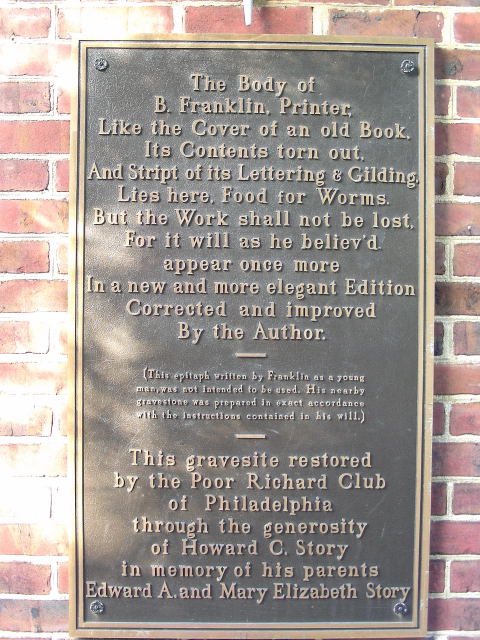 The Body of
B. Franklin, Printer,
Like the Cover of an old Book,
Its Contents torn out,
And Stript of its Lettering & Gilding,
Lies here, Food for Worms.
But the Work shall not be lost,
For it will as he believ'd
appear once more
In a new and more elegant Edition
Corrected and improved
By the Author.
(This epitaph written by Franklin as a young
man, was not intended to be used. His nearby
gravestone was prepared in exact accordance
with the instructions contained in his will.)
This gravesite restored
by the Poor Richard Club
of Philadelphia
through the generosity
of Howard C. Story
in memory of his parents
Edward A. and Mary Elizabeth Story